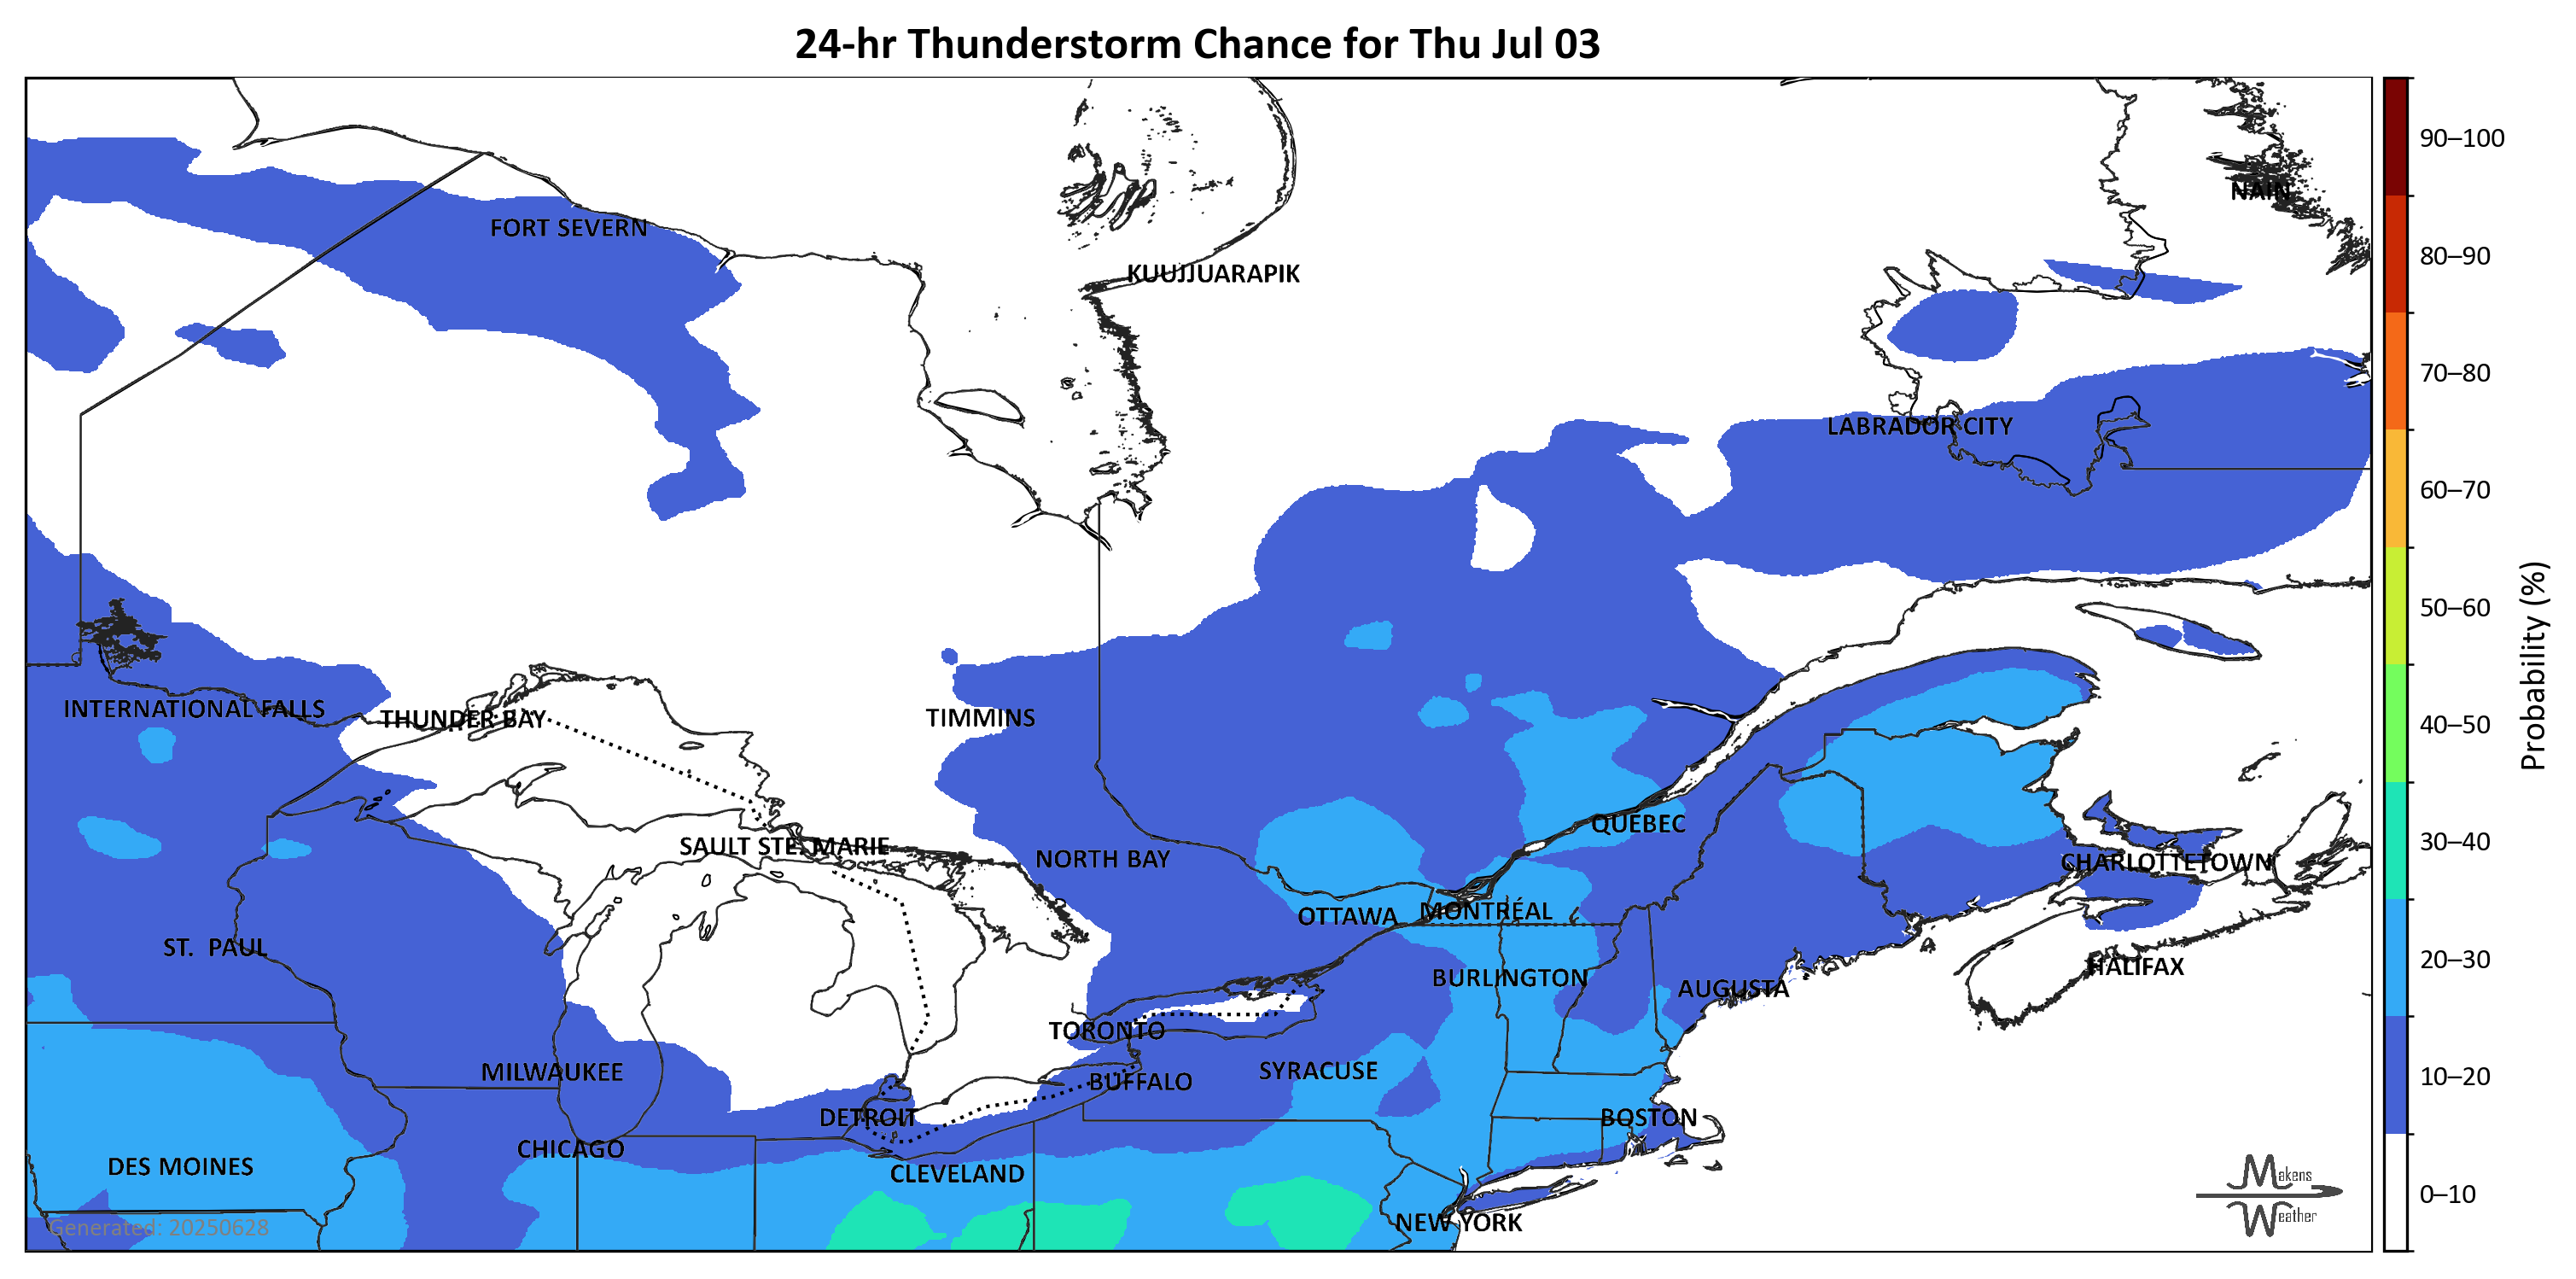 24-hr Thunderstorm Chance for Thu Jul 03
90–100
NAIN
FORT SEVERN
80–90
KUUJJUARAPIK
70–80
LABRADOR CITY
60–70
50–60
Probability (%)
INTERNATIONAL FALLS
THUNDER BAY
TIMMINS
40–50
QUEBEC
30–40
SAULT STE. MARIE
NORTH BAY
CHARLOTTETOWN
OTTAWA
MONTRÉAL
ST. PAUL
20–30
HALIFAX
BURLINGTON
AUGUSTA
TORONTO
MILWAUKEE
SYRACUSE
10–20
BUFFALO
DETROIT
BOSTON
CHICAGO
DES MOINES
CLEVELAND
Makens
0–10
Weather
NEW YORK
Generated: 20250628